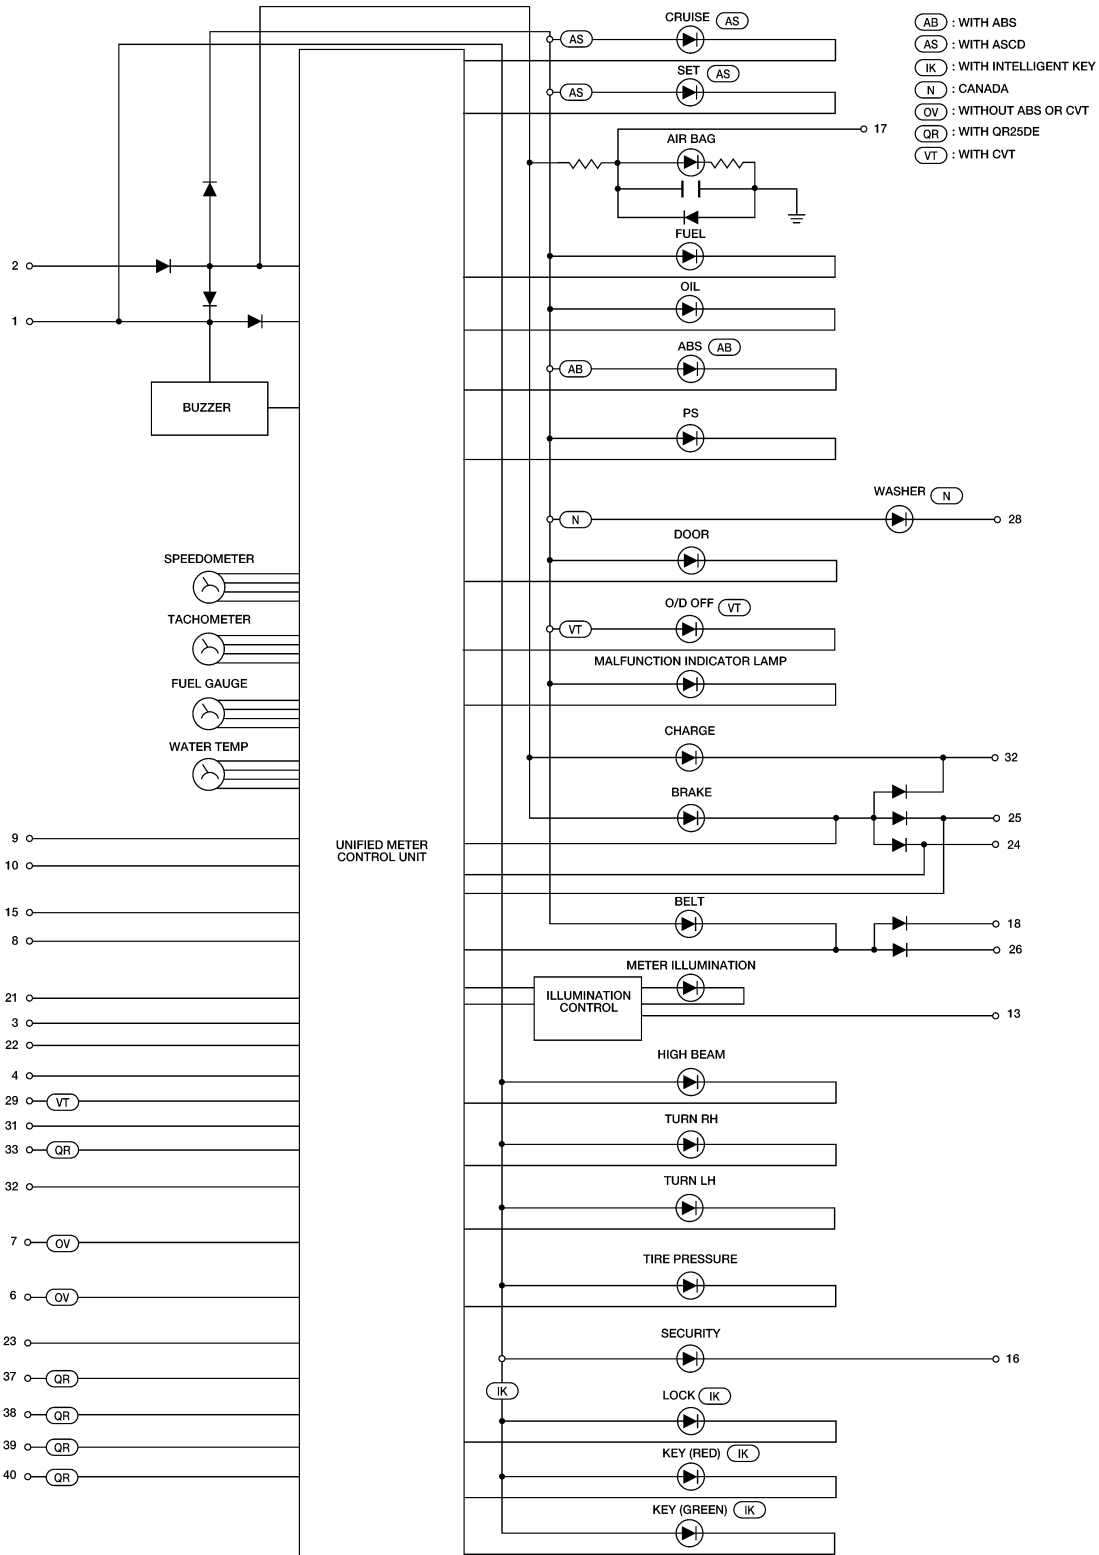 CRUISE AS
AB : WITH ABS
AS : WITH ASCD
IK : WITH INTELLIGENT KEY
N : CANADA
OV : WITHOUT ABS OR CVT
QR : WITH QR25DE
VT : WITH CVT
AS
SET AS
AS
17
AIR BAG
FUEL
2
OIL
1
ABS AB
AB
BUZZER
PS
WASHER N
N
28
DOOR
SPEEDOMETER
O/D OFF VT
TACHOMETER
VT
MALFUNCTION INDICATOR LAMP
FUEL GAUGE
CHARGE
WATER TEMP
32
BRAKE
25
9
UNIFIED METER
CONTROL UNIT
24
10
BELT
15
18
8
26
METER ILLUMINATION
21
ILLUMINATION
CONTROL
13
3
22
HIGH BEAM
4
29 VT
31
TURN RH
33 QR
32
TURN LH
7 OV
TIRE PRESSURE
6 OV
SECURITY
23
16
37 QR
IK
LOCK IK
38 QR
39 QR
KEY (RED) IK
40 QR
KEY (GREEN) IK